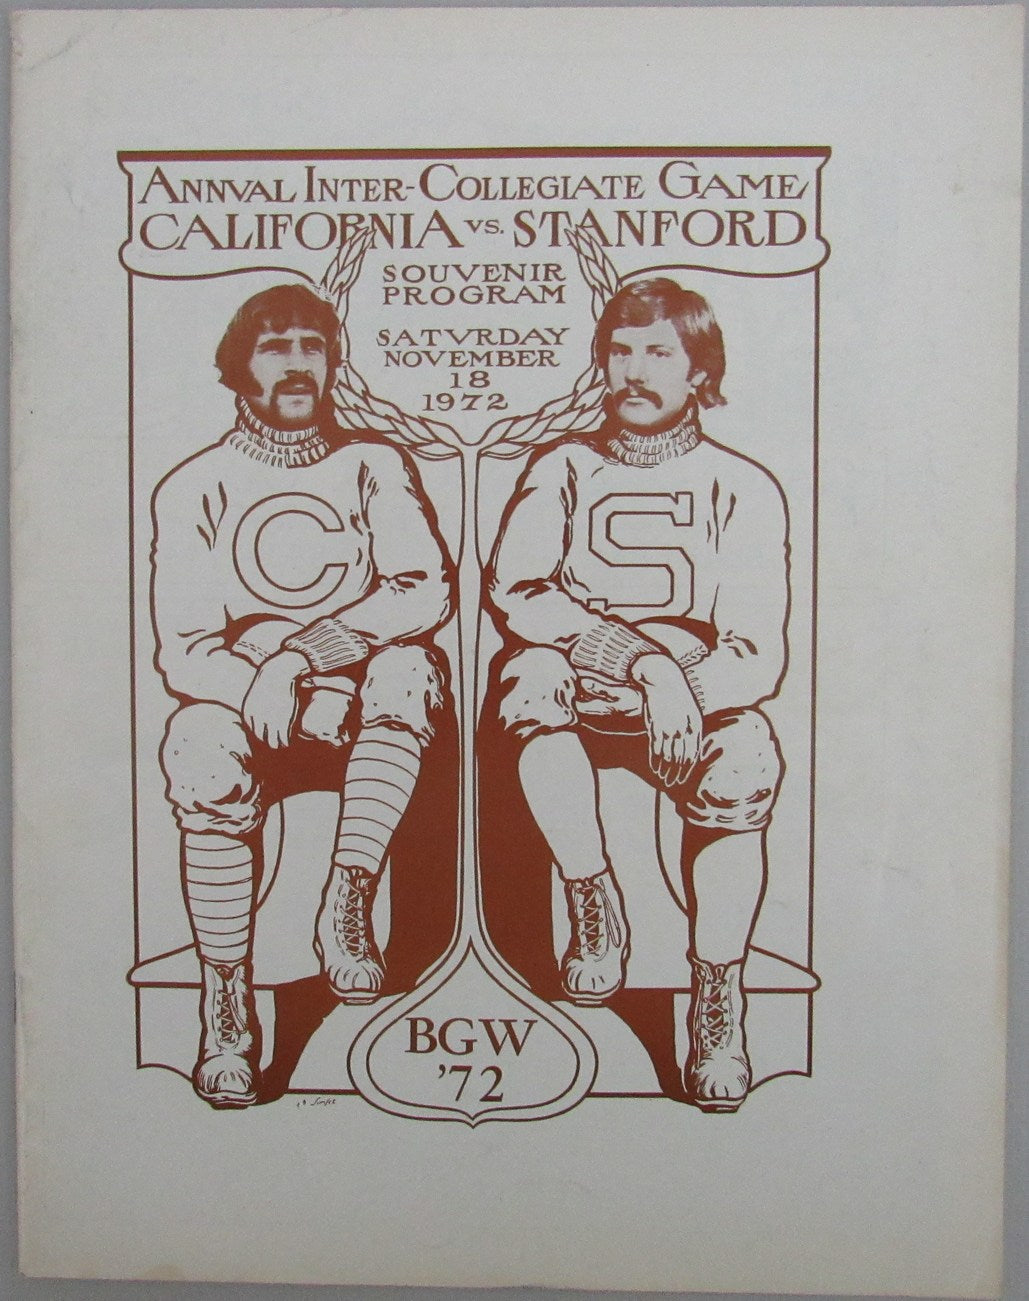 ANNVAL INTER-COLLEGIATE GAME
CALIFORNIA VS. STANFORD
SOUVENIR
PROGRAM
SATVRDAY
NOVEMBER
18
1972
C
S
BGW
'72